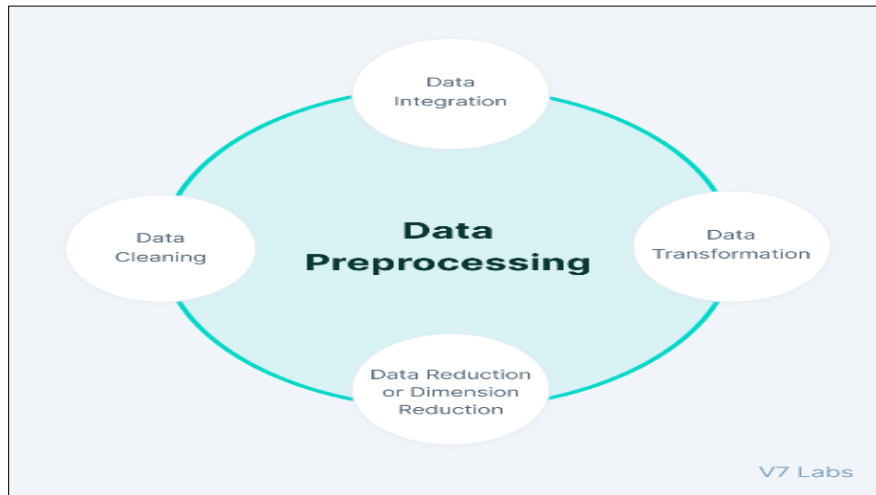 Data
Integration
Data
Cleaning
Data
Preprocessing
Data
Transformation
Data Reduction
or Dimension
Reduction
V7 Labs